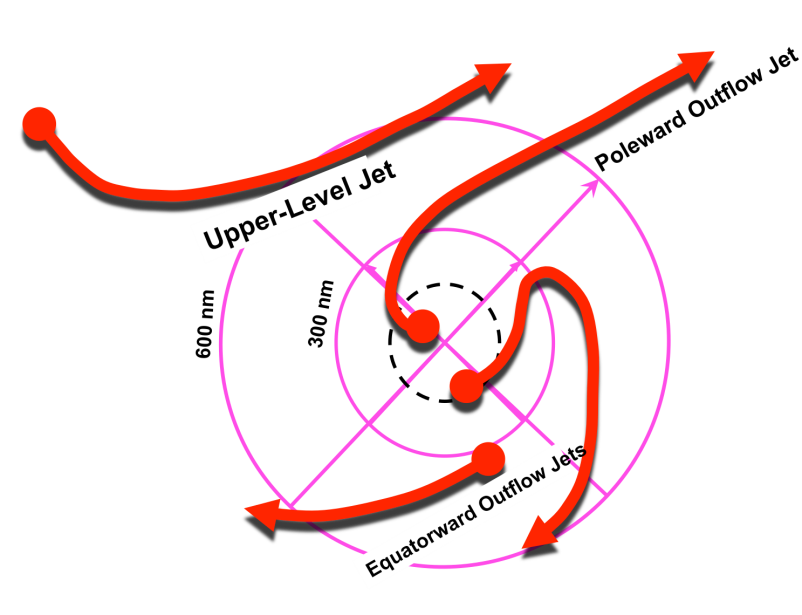 Poleward Outflow Jet
Upper-Level Jet
600 nm
300 nm
Equatorward Outflow Jets